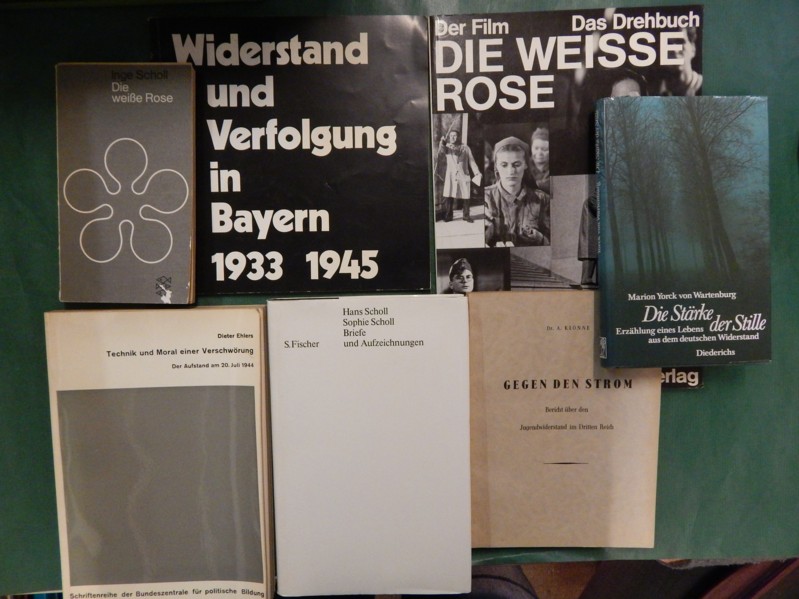 Inge Scholl
Die
weiße Rose
Widerstand
und
Verfolgung
in
Bayern
1933 1945
Der Film Das Drehbuch
DIE WEISSE
ROSE
Marion Yorck von Wartenburg
Die Stärke
der Stille
Erzählung eines Lebens
aus dem deutschen Widerstand
Diederichs
erlag
Dieter Ehlers
Technik und Moral einer Verschwörung
Der Aufstand am 20. Juli 1944
Schriftenreihe der Bundeszentrale für politische Bildung
Hans Scholl
Sophie Scholl
Briefe
S. Fischer und Aufzeichnungen
GEGEN DEN STROM
Bericht über den
Jugendwiderstand im Dritten Reich